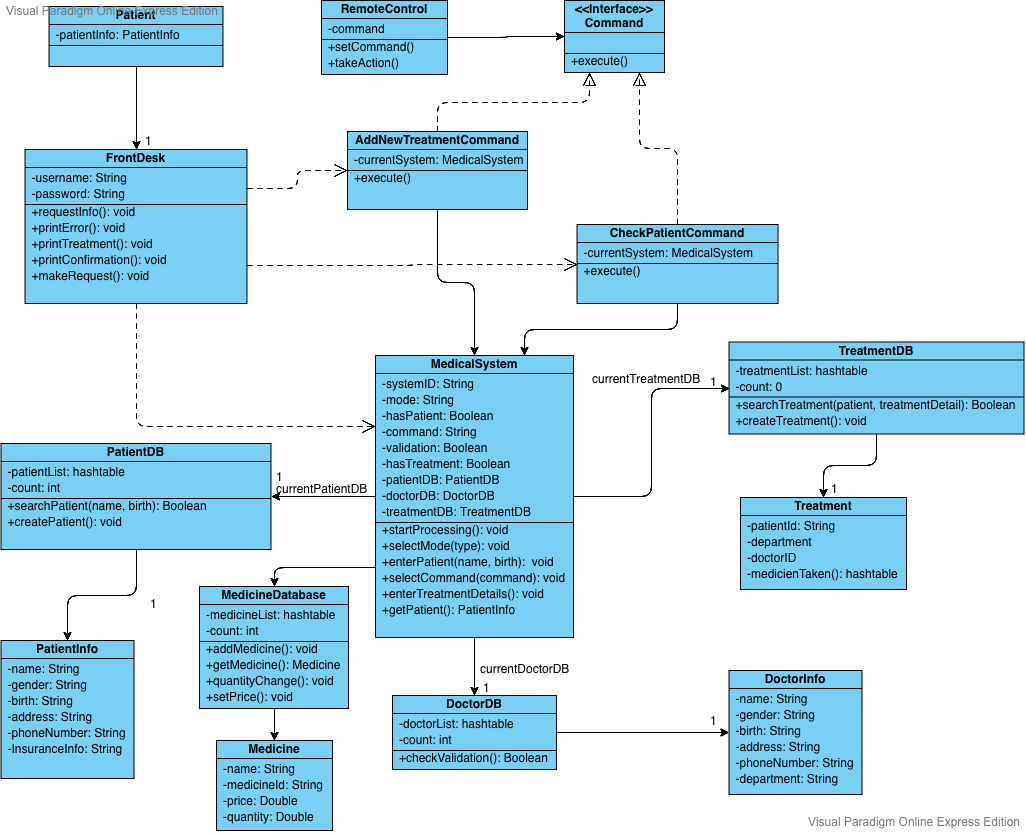 Visual Paradigm Online Express Edition
Patient
-patientInfo: PatientInfo
RemoteControl
-command
+setCommand()
+takeAction()
<<Interface>>
Command
+execute()
1
FrontDesk
-username: String
-password: String
+requestInfo(): void
+printError(): void
+printTreatment(): void
+printConfirmation(): void
+makeRequest(): void
AddNewTreatmentCommand
-currentSystem: MedicalSystem
+execute()
CheckPatientCommand
-currentSystem: MedicalSystem
+execute()
MedicalSystem
-systemID: String
-mode: String
-hasPatient: Boolean
-command: String
-validation: Boolean
-hasTreatment: Boolean
-patientDB: PatientDB
-doctorDB: DoctorDB
-treatmentDB: TreatmentDB
+startProcessing(): void
+selectMode(type): void
+enterPatient(name, birth):  void
+selectCommand(command): void
+enterTreatmentDetails(): void
+getPatient(): PatientInfo
currentTreatmentDB
1
TreatmentDB
-treatmentList: hashtable
-count: 0
+searchTreatment(patient, treatmentDetail): Boolean
+createTreatment(): void
1
Treatment
-patientId: String
-department
-doctorID
-medicienTaken(): hashtable
PatientDB
-patientList: hashtable
-count: int
+searchPatient(name, birth): Boolean
+createPatient(): void
1
currentPatientDB
1
PatientInfo
-name: String
-gender: String
-birth: String
-address: String
-phoneNumber: String
-InsuranceInfo: String
MedicineDatabase
-medicineList: hashtable
-count: int
+addMedicine(): void
+getMedicine(): Medicine
+quantityChange(): void
+setPrice(): void
Medicine
-name: String
-medicineId: String
-price: Double
-quantity: Double
currentDoctorDB
1
DoctorDB
-doctorList: hashtable
-count: int
+checkValidation(): Boolean
1
DoctorInfo
-name: String
-gender: String
-birth: String
-address: String
-phoneNumber: String
-department: String
Visual Paradigm Online Express Edition